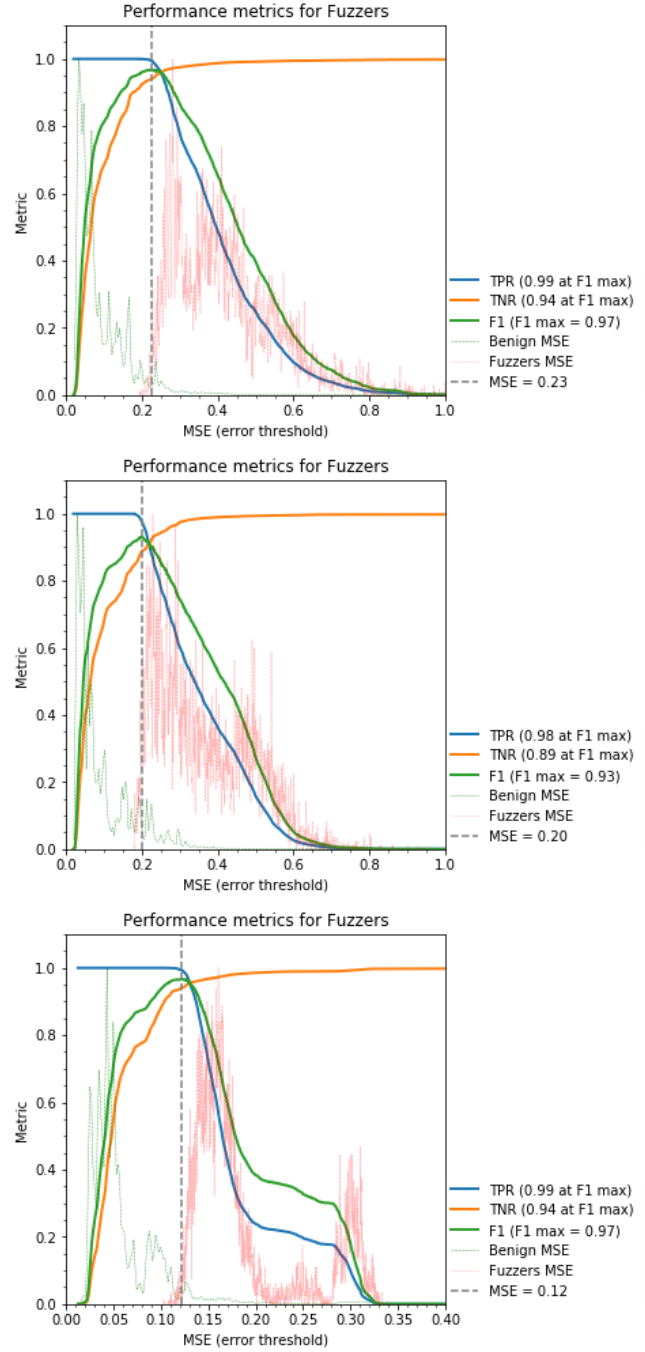 Performance metrics for Fuzzers
1.0
0.8
0.6
0.4
0.2
0.0
Metric
0.0 0.2 0.4 0.6 0.8 1.0
MSE (error threshold)
TPR (0.99 at F1 max)
TNR (0.94 at F1 max)
F1 (F1 max = 0.97)
Benign MSE
Fuzzers MSE
MSE = 0.23
Performance metrics for Fuzzers
1.0
0.8
0.6
0.4
0.2
0.0
Metric
0.0 0.2 0.4 0.6 0.8 1.0
MSE (error threshold)
TPR (0.98 at F1 max)
TNR (0.89 at F1 max)
F1 (F1 max = 0.93)
Benign MSE
Fuzzers MSE
MSE = 0.20
Performance metrics for Fuzzers
1.0
0.8
0.6
0.4
0.2
0.0
Metric
0.00 0.05 0.10 0.15 0.20 0.25 0.30 0.35 0.40
MSE (error threshold)
TPR (0.99 at F1 max)
TNR (0.94 at F1 max)
F1 (F1 max = 0.97)
Benign MSE
Fuzzers MSE
MSE = 0.12